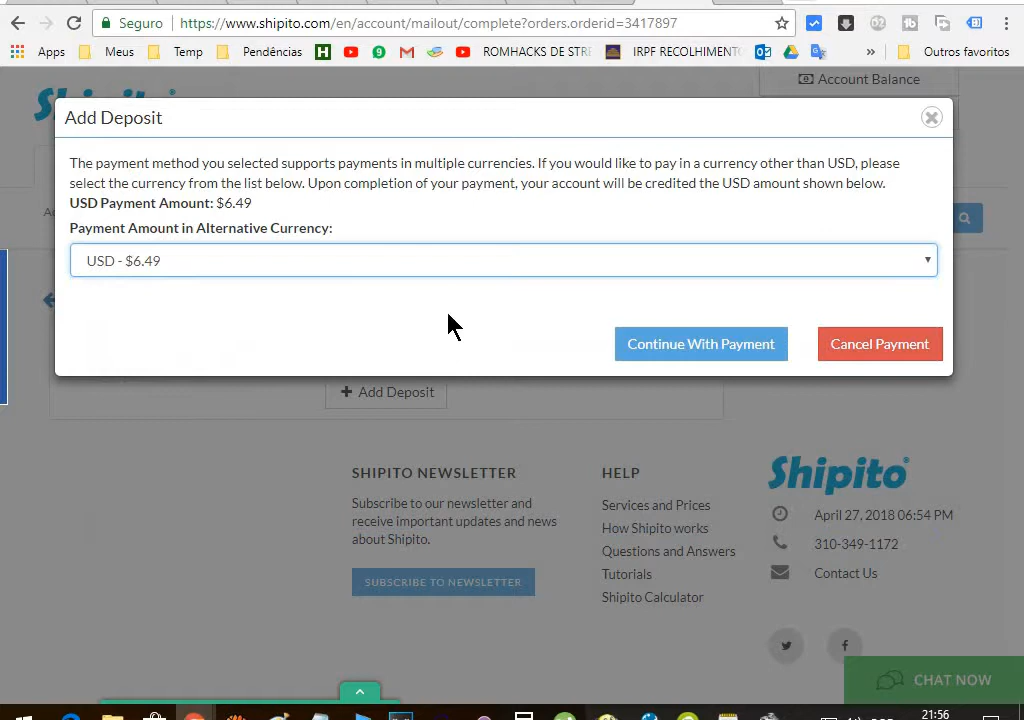 Seguro
https://www.shipito.com/en/account/mailout/complete?orders.orderid=3417897
Apps
Meus
Temp
Pendências
ROMHACKS DE STRE
IRPF RECOLHIMENTO
Outros favoritos
Account Balance
Shipito
Add Deposit
The payment method you selected supports payments in multiple currencies. If you would like to pay in a currency other than USD, please
select the currency from the list below. Upon completion of your payment, your account will be credited the USD amount shown below.
USD Payment Amount: $6.49
Payment Amount in Alternative Currency:
USD - $6.49
Continue With Payment
Cancel Payment
+ Add Deposit
SHIPITO NEWSLETTER
Subscribe to our newsletter and
receive important updates and news
about Shipito.
SUBSCRIBE TO NEWSLETTER
HELP
Services and Prices
How Shipito works
Questions and Answers
Tutorials
Shipito Calculator
Shipito
April 27, 2018 06:54 PM
310-349-1172
Contact Us
CHAT NOW
21:56